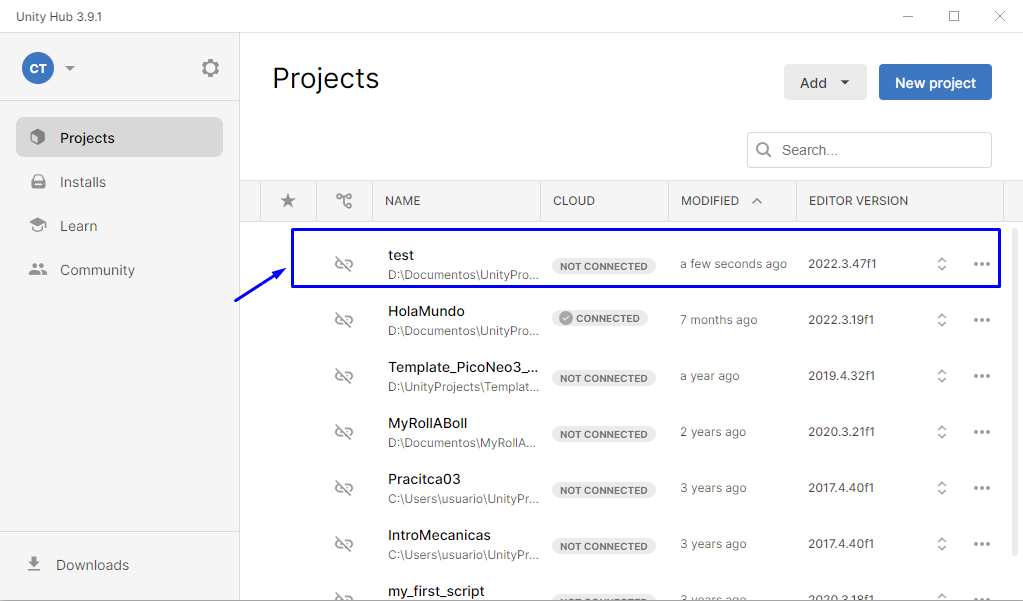 Unity Hub 3.9.1
CT
Projects
Installs
Learn
Community
Downloads
Projects
Add
New project
Search...
NAME CLOUD MODIFIED EDITOR VERSION
test
D:\Documentos\UnityPro... NOT CONNECTED a few seconds ago 2022.3.47f1
HolaMundo
D:\Documentos\UnityPro... CONNECTED 7 months ago 2022.3.19f1
Template_PicoNeo3_...
D:\UnityProjects\Templat... NOT CONNECTED a year ago 2019.4.32f1
MyRollABoll
D:\Documentos\MyRollA... NOT CONNECTED 2 years ago 2020.3.21f1
Pracitca03
C:\Users\usuario\UnityPr... NOT CONNECTED 3 years ago 2017.4.40f1
IntroMecanicas
C:\Users\usuario\UnityPr... NOT CONNECTED 3 years ago 2017.4.40f1
my_first_script
NOT CONNECTED 3 years ago 2020.3.18f1